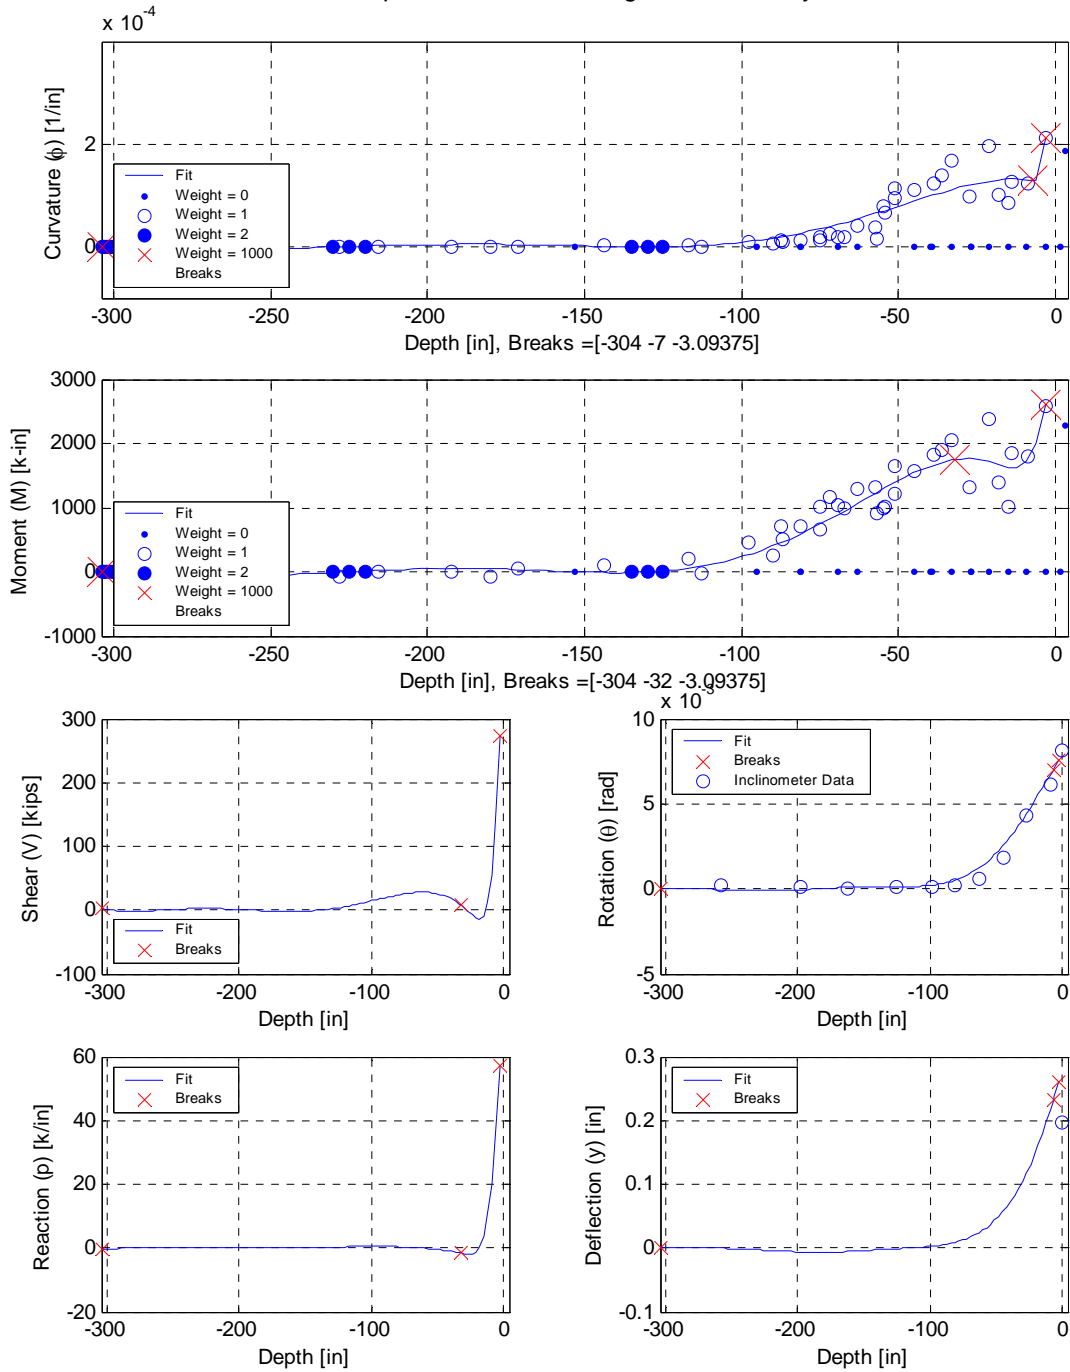 x 10-4
Curvature (ϕ) [1/in]
2
0
Fit
Weight = 0
Weight = 1
Weight = 2
Weight = 1000
Breaks
-300 -250 -200 -150 -100 -50 0
Depth [in], Breaks =[-304 -7 -3.09375]
Moment (M) [k-in]
3000
2000
1000
0
-1000
Fit
Weight = 0
Weight = 1
Weight = 2
Weight = 1000
Breaks
-300 -250 -200 -150 -100 -50 0
Depth [in], Breaks =[-304 -32 -3.09375]
Shear (V) [kips]
300
200
100
0
-100
Fit
Breaks
-300 -200 -100 0
Depth [in]
x 10-3
Rotation (θ) [rad]
10
5
0
-5
Fit
Breaks
Inclinometer Data
-300 -200 -100 0
Depth [in]
Reaction (p) [k/in]
60
40
20
0
-20
Fit
Breaks
-300 -200 -100 0
Depth [in]
Deflection (y) [in]
0.3
0.2
0.1
0
-0.1
Fit
Breaks
-300 -200 -100 0
Depth [in]